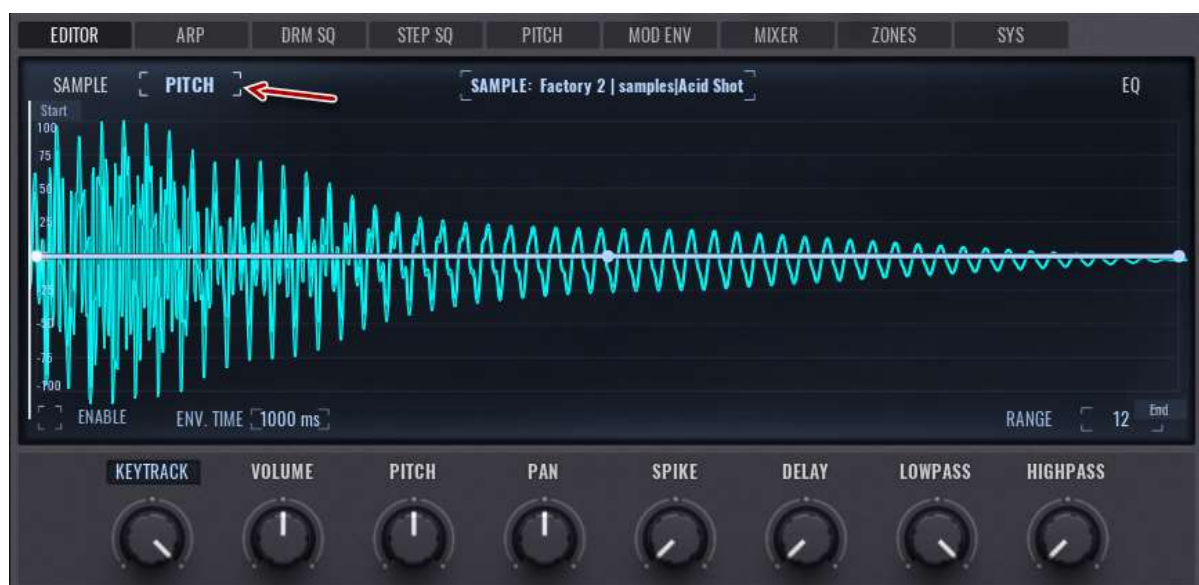 EDITOR ARP DRM SQ STEP SQ PITCH MOD ENV MIXER ZONES SYS
SAMPLE PITCH SAMPLE: Factory 2 | samples|Acid Shot EQ
Start
100
75
50
25
-25
-50
-75
-100
ENABLE ENV. TIME 1000 ms RANGE 12 End
KEYTRACK VOLUME PITCH PAN SPIKE DELAY LOWPASS HIGHPASS